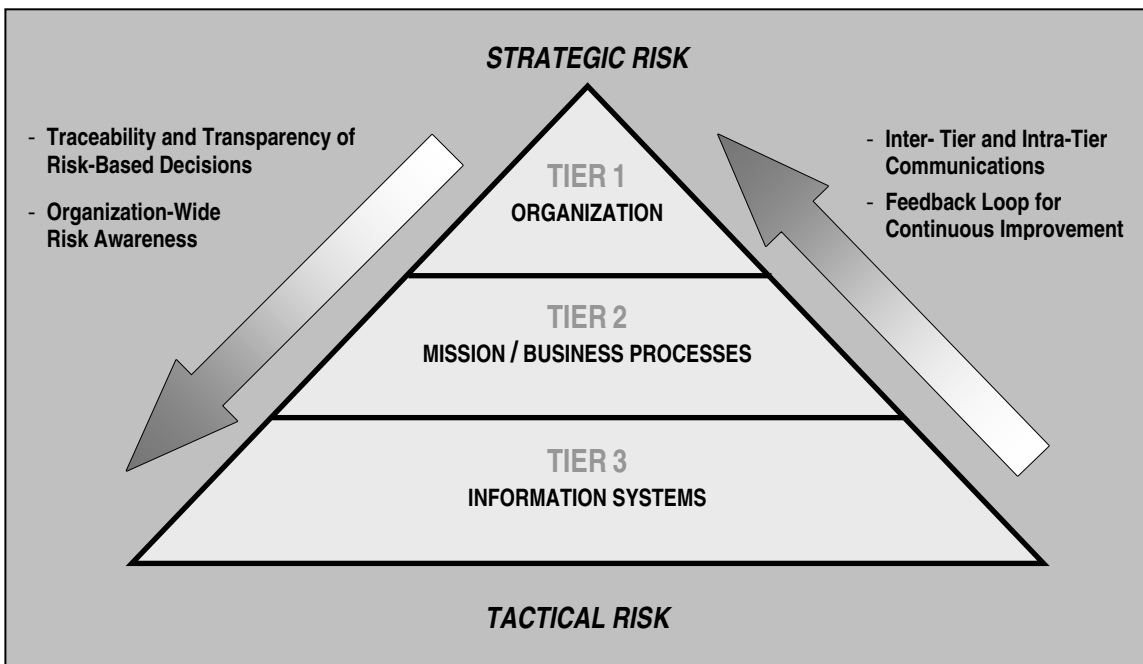 STRATEGIC RISK
- Traceability and Transparency of
Risk-Based Decisions
- Organization-Wide
Risk Awareness
- Inter- Tier and Intra-Tier
Communications
- Feedback Loop for
Continuous Improvement
TIER 1
ORGANIZATION
TIER 2
MISSION / BUSINESS PROCESSES
TIER 3
INFORMATION SYSTEMS
TACTICAL RISK